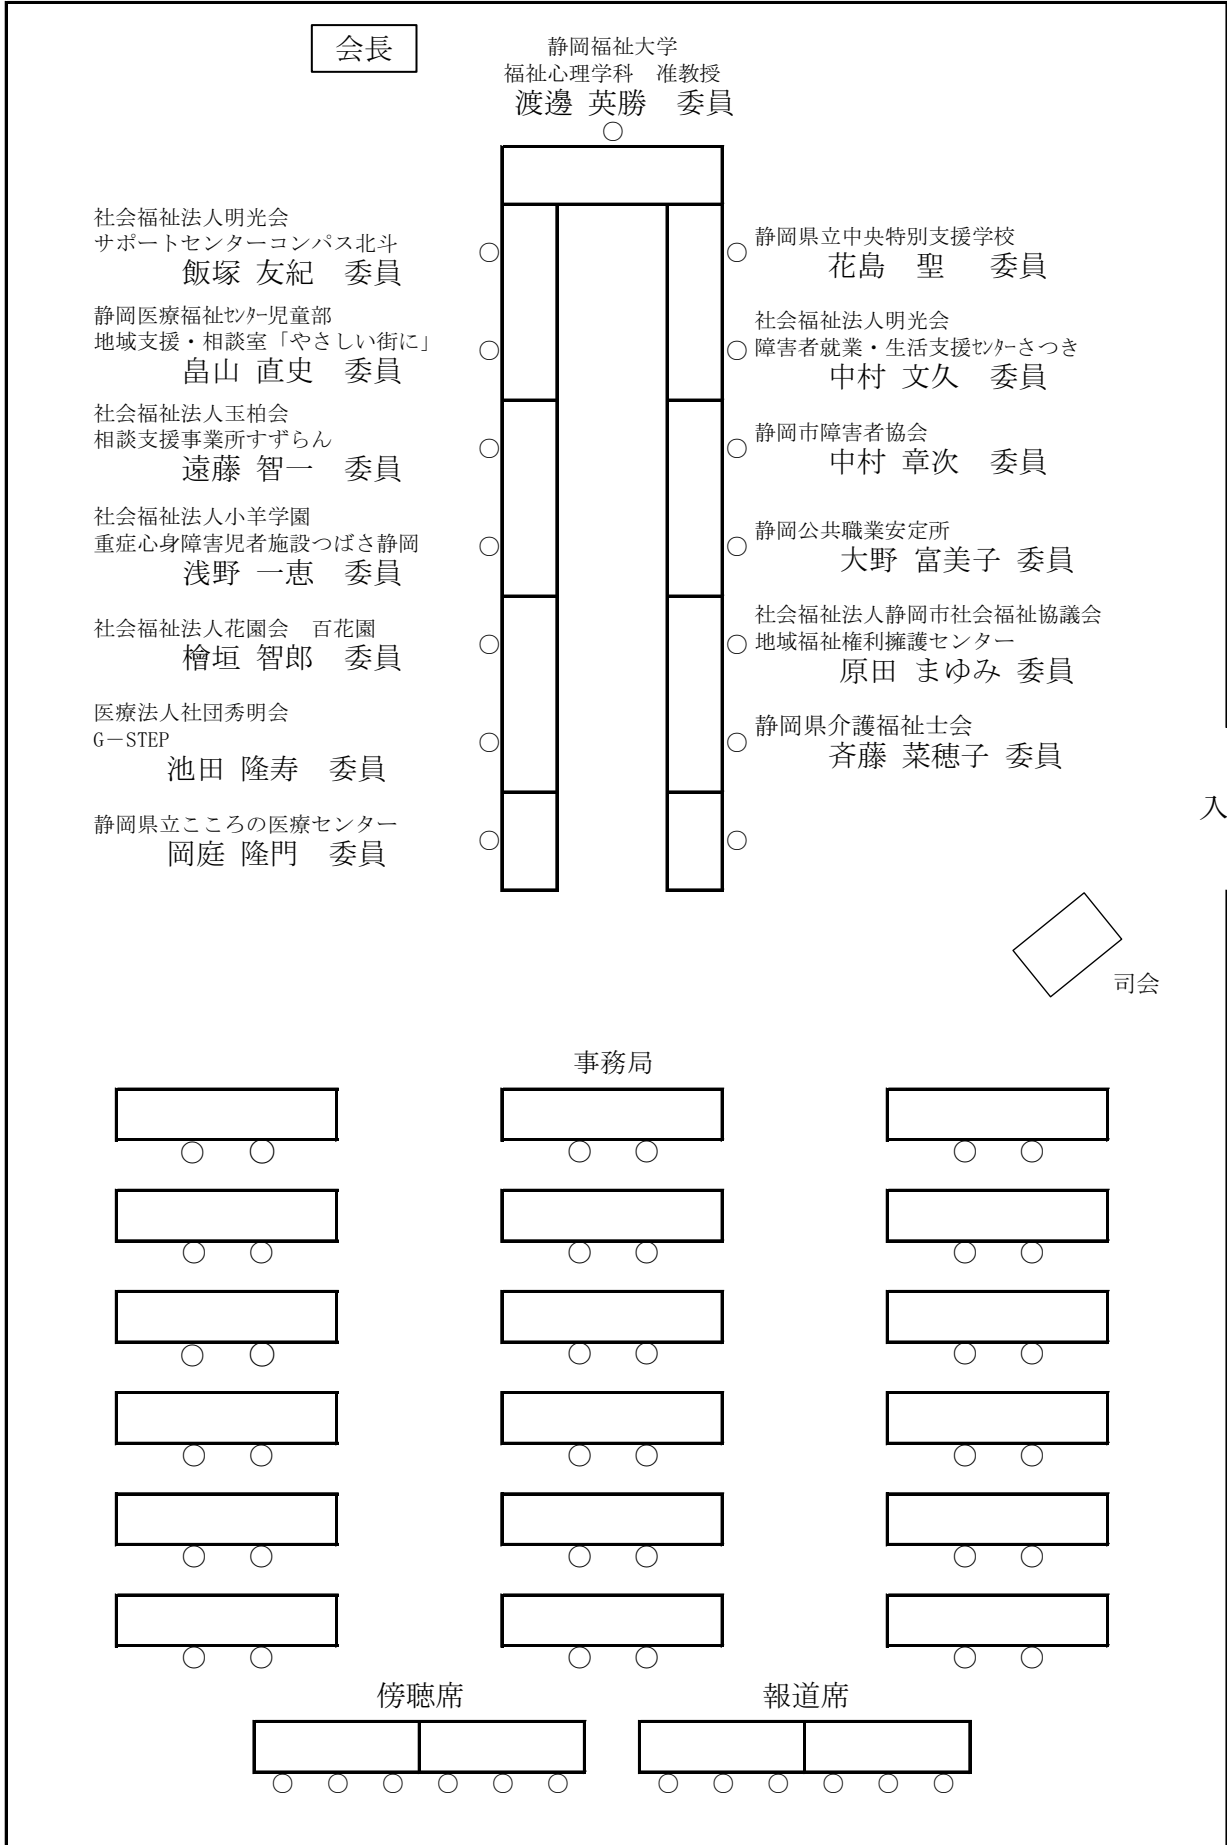 会長
静岡福祉大学
福祉心理学科　准教授
渡邊 英勝　委員
社会福祉法人明光会
サポートセンターコンパス北斗
飯塚 友紀　委員
静岡医療福祉ｾﾝﾀｰ児童部
地域支援・相談室「やさしい街に」
畠山 直史　委員
社会福祉法人玉柏会
相談支援事業所すずらん
遠藤 智一　委員
社会福祉法人小羊学園
重症心身障害児者施設つばさ静岡
浅野 一恵　委員
社会福祉法人花園会　百花園
檜垣 智郎　委員
医療法人社団秀明会
G－STEP
池田 隆寿　委員
静岡県立こころの医療センター
岡庭 隆門　委員
静岡県立中央特別支援学校
花島　聖　委員
社会福祉法人明光会
障害者就業・生活支援ｾﾝﾀｰさつき
中村 文久　委員
静岡市障害者協会
中村 章次　委員
静岡公共職業安定所
大野 富美子 委員
社会福祉法人静岡市社会福祉協議会
地域福祉権利擁護センター
原田 まゆみ 委員
静岡県介護福祉士会
斉藤 菜穂子 委員
入
司会
事務局
傍聴席
報道席